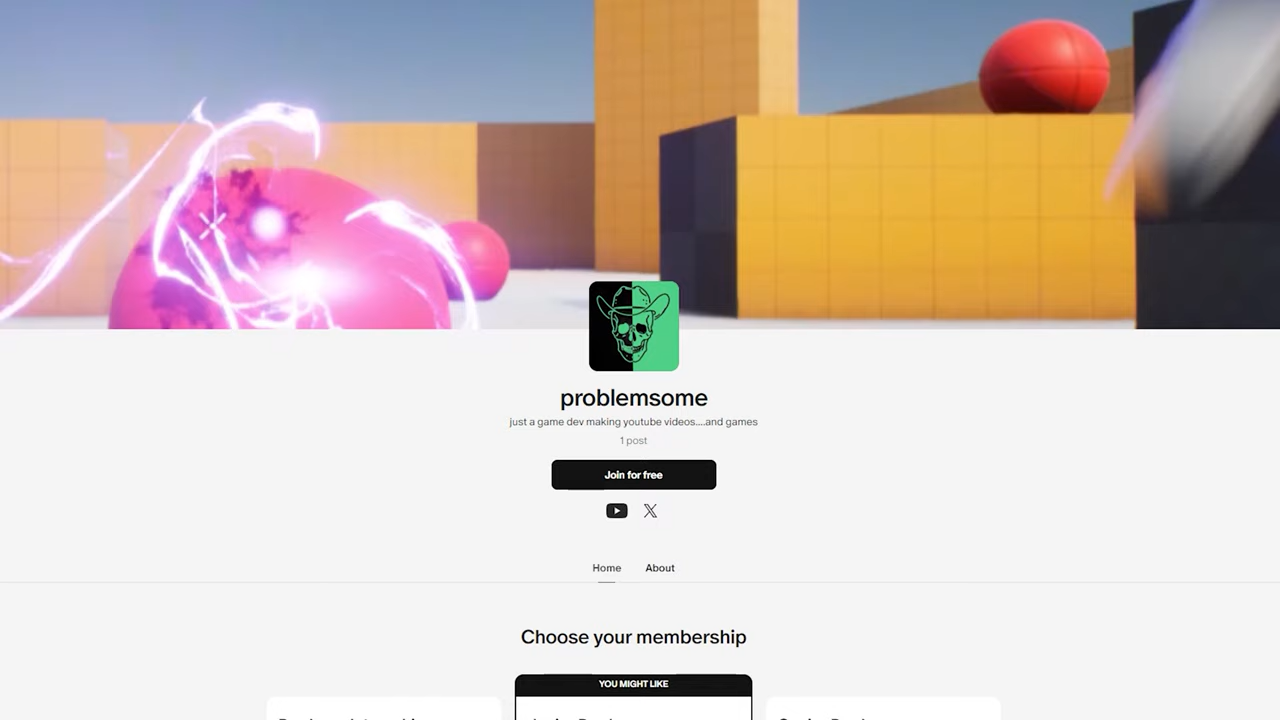 problemsome
just a game dev making youtube videos....and games
1 post
Join for free
Home
About
Choose your membership
YOU MIGHT LIKE